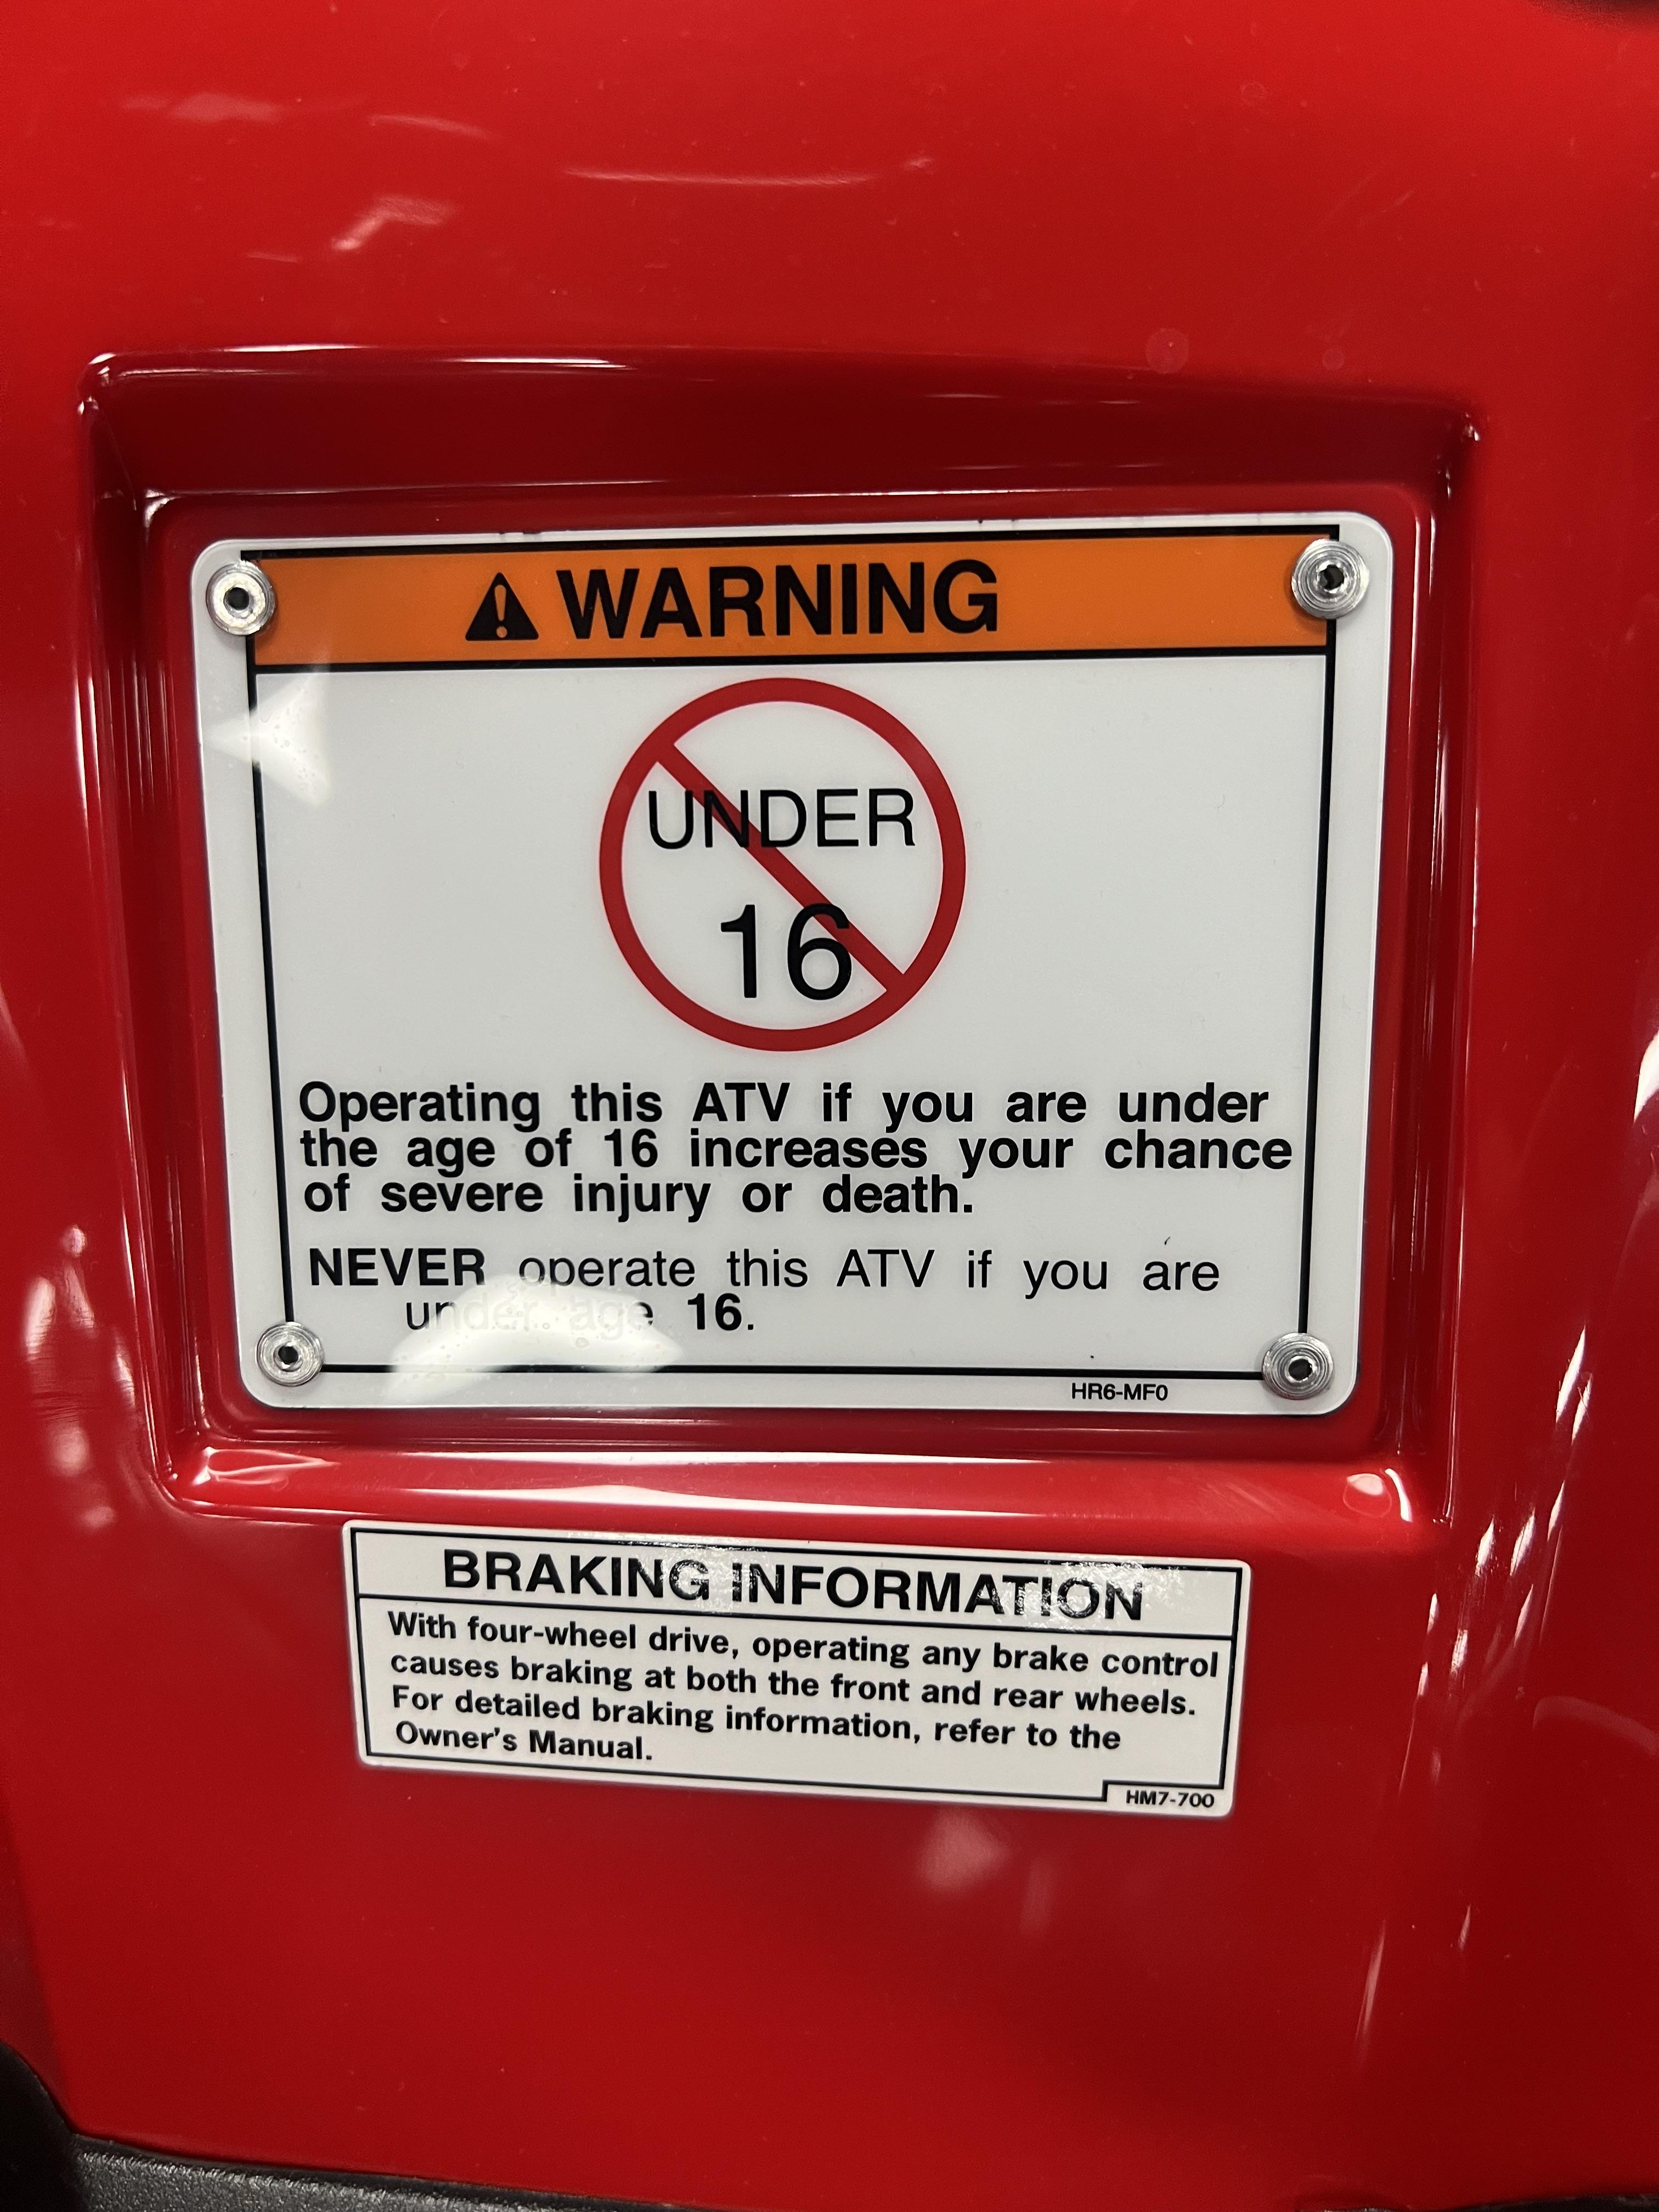 WARNING
UNDER
16
Operating this ATV if you are under
the age of 16 increases your chance
of severe injury or death.
NEVER operate this ATV if you are
under age 16.
HR6-MF0
BRAKING INFORMATION
With four-wheel drive, operating any brake control
causes braking at both the front and rear wheels.
For detailed braking information, refer to the
Owner's Manual.
HM7-700